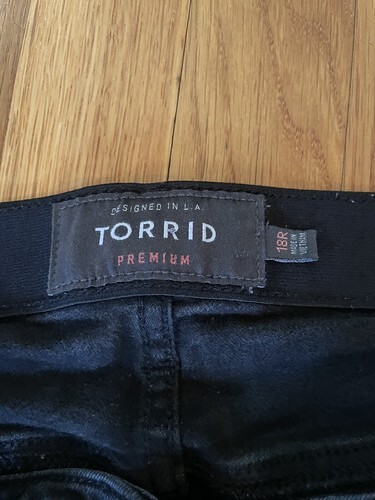 DESIGNED IN L.A.
TORRID
PREMIUM
18R
MADE IN
VIETNAM